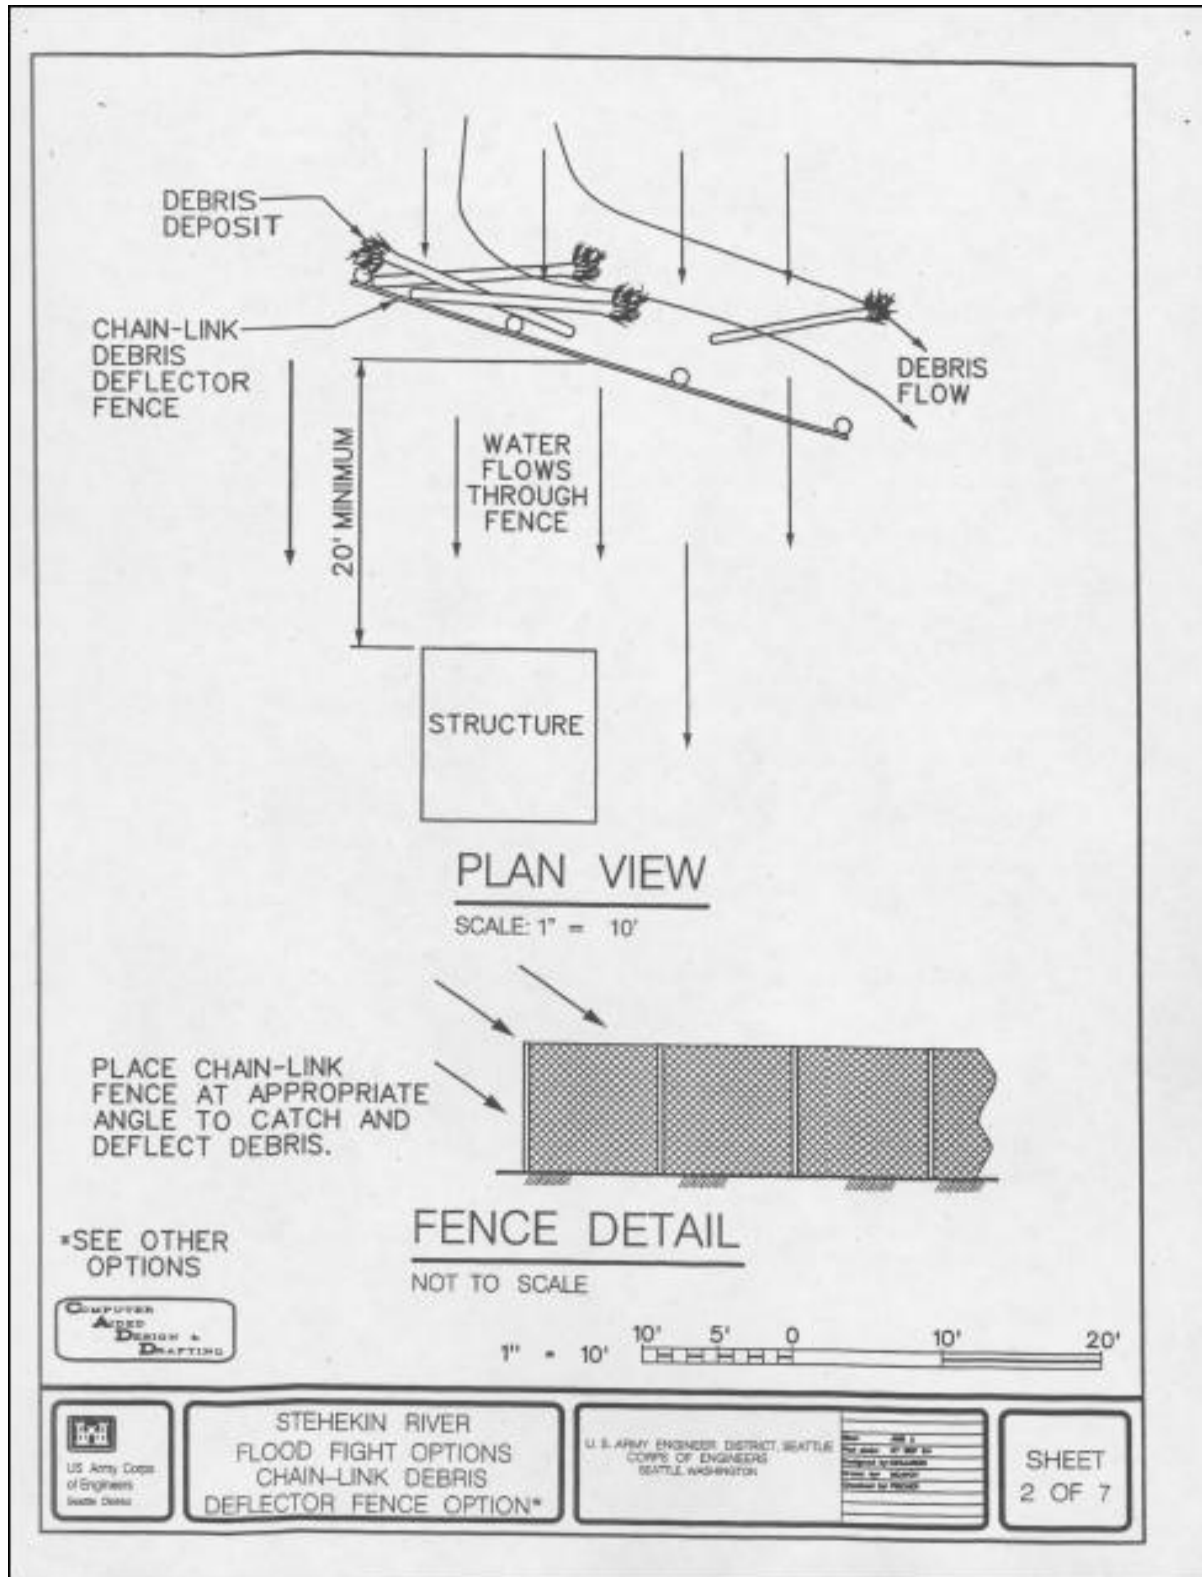 DEBRIS
DEPOSIT
CHAIN-LINK
DEBRIS
DEFLECTOR
FENCE
DEBRIS
FLOW
20' MINIMUM
WATER
FLOWS
THROUGH
FENCE
STRUCTURE
PLAN VIEW
SCALE: 1" = 10'
PLACE CHAIN-LINK
FENCE AT APPROPRIATE
ANGLE TO CATCH AND
DEFLECT DEBRIS.
FENCE DETAIL
NOT TO SCALE
*SEE OTHER
OPTIONS
COMPUTER
AIDED
DESIGN &
DRAFTING
1" = 10'
10' 5' 0 10' 20'
US Army Corps
of Engineers
Seattle District
STEHEKIN RIVER
FLOOD FIGHT OPTIONS
CHAIN-LINK DEBRIS
DEFLECTOR FENCE OPTION*
U. S. ARMY ENGINEER DISTRICT, SEATTLE
CORPS OF ENGINEERS
SEATTLE, WASHINGTON
SHEET
2 OF 7